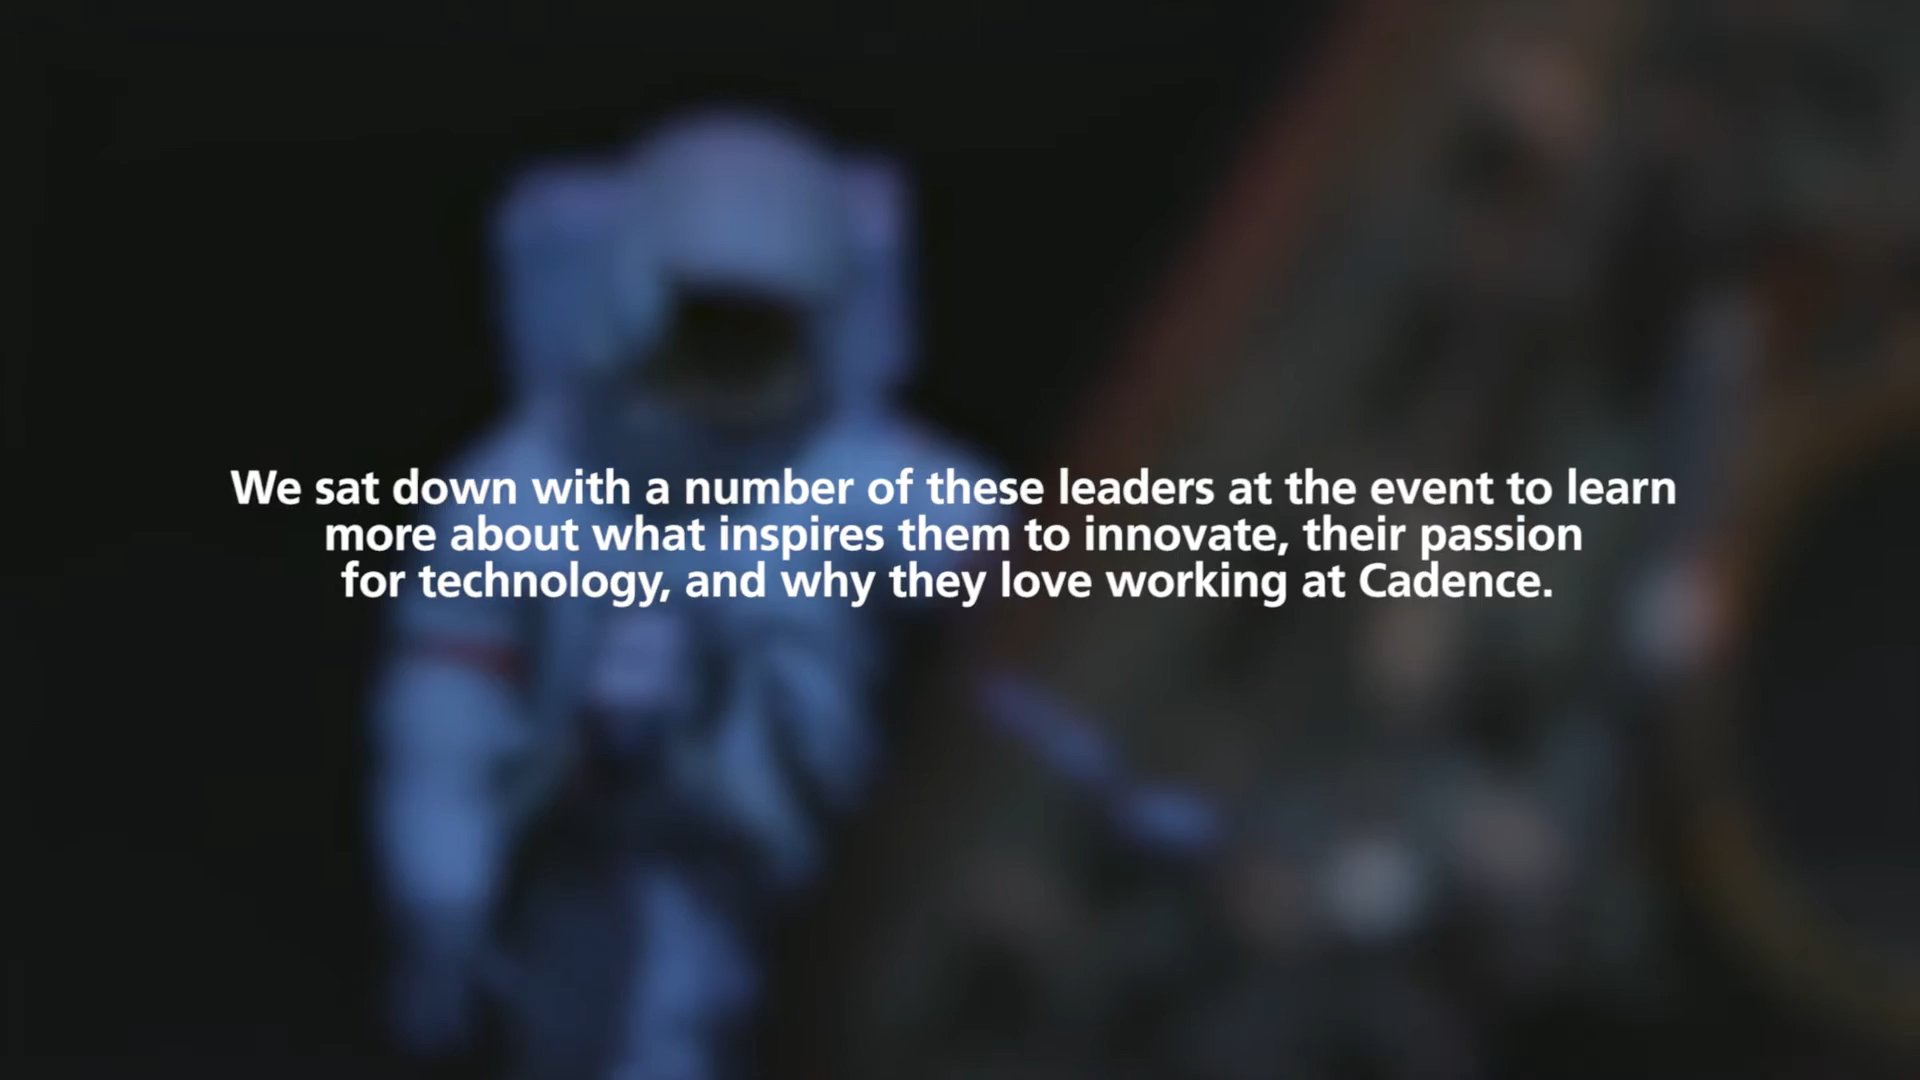 We sat down with a number of these leaders at the event to learn
more about what inspires them to innovate, their passion
for technology, and why they love working at Cadence.